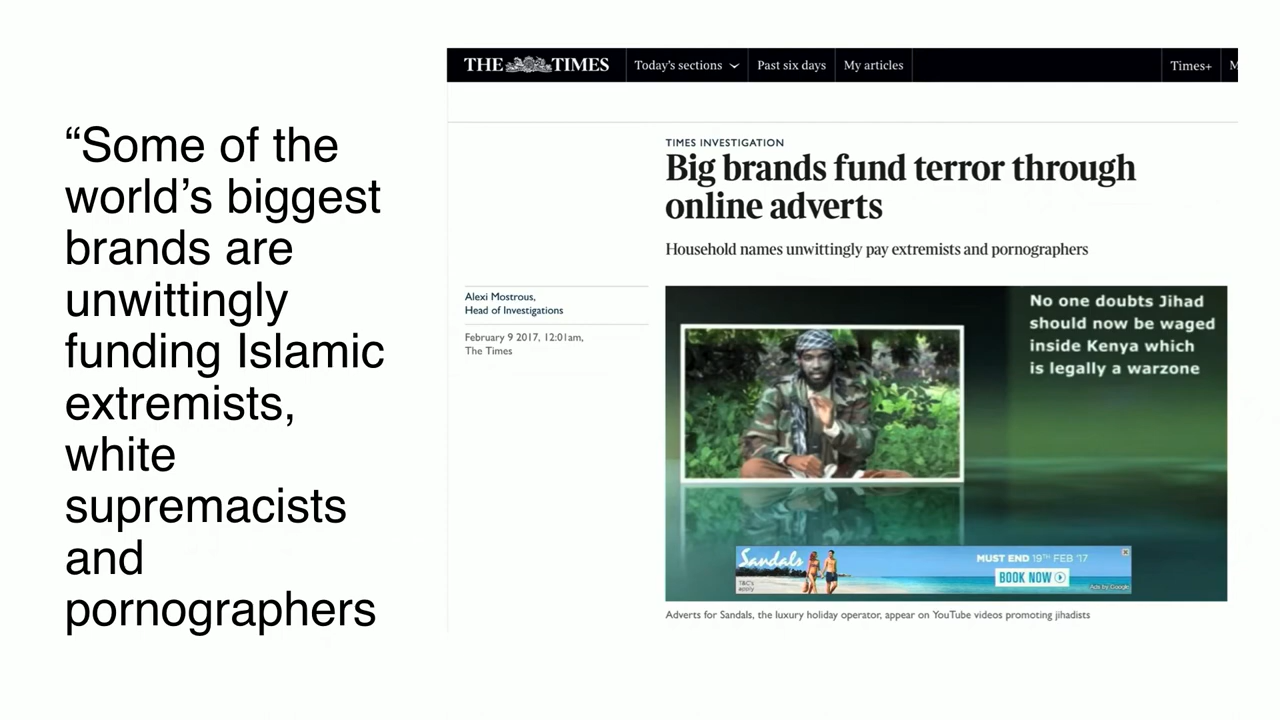 “Some of the
world’s biggest
brands are
unwittingly
funding Islamic
extremists,
white
supremacists
and
pornographers
THE TIMES Today’s sections Past six days My articles Times+ M
TIMES INVESTIGATION
Big brands fund terror through
online adverts
Household names unwittingly pay extremists and pornographers
Alexi Mostrous,
Head of Investigations
February 9 2017, 12:01am,
The Times
No one doubts Jihad
should now be waged
inside Kenya which
is legally a warzone
Sandals
T&C's
apply
MUST END 19TH FEB '17
BOOK NOW
Ads by Google
Adverts for Sandals, the luxury holiday operator, appear on YouTube videos promoting jihadists